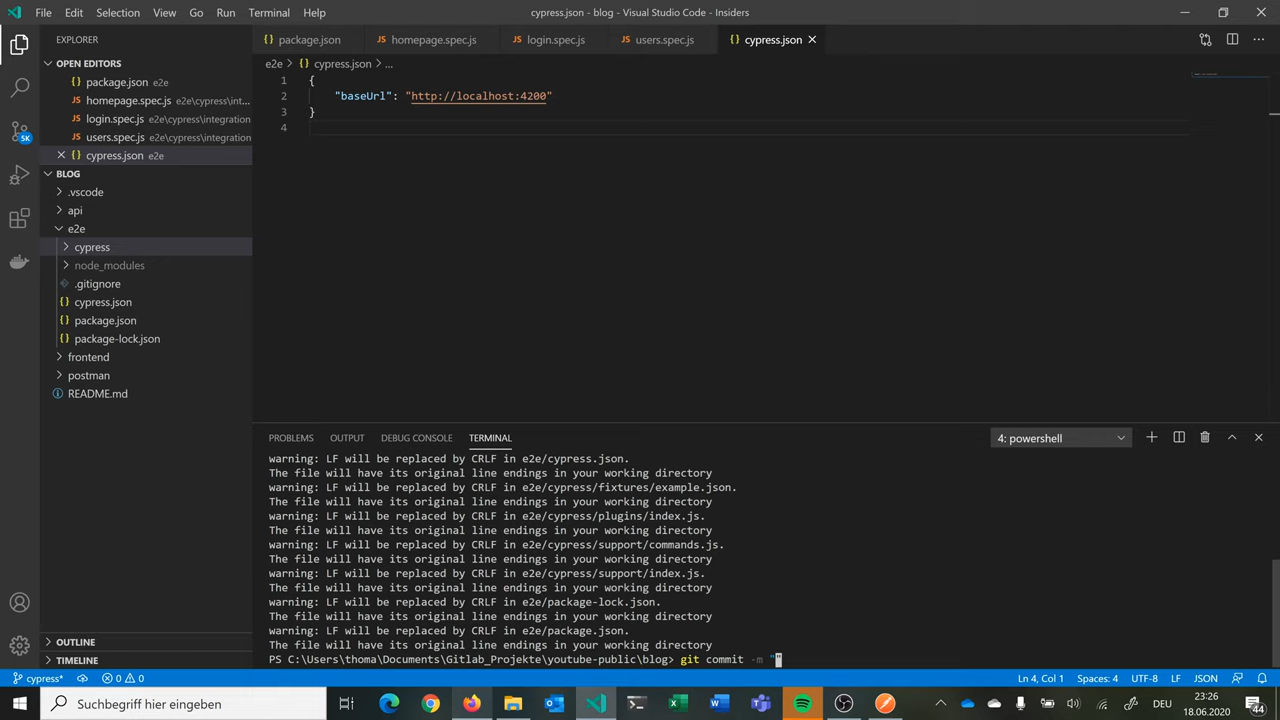 File Edit Selection View Go Run Terminal Help
cypress.json - blog - Visual Studio Code - Insiders
EXPLORER
OPEN EDITORS
package.json e2e
homepage.spec.js e2e\cypress\int...
login.spec.js e2e\cypress\integration
users.spec.js e2e\cypress\integration
cypress.json e2e
BLOG
.vscode
api
e2e
cypress
node_modules
.gitignore
cypress.json
package.json
package-lock.json
frontend
postman
README.md
OUTLINE
TIMELINE
5K
package.json homepage.spec.js login.spec.js users.spec.js cypress.json
e2e > {} cypress.json > ...
1 {
2 "baseUrl": "http://localhost:4200"
3 }
4
PROBLEMS OUTPUT DEBUG CONSOLE TERMINAL
4: powershell
warning: LF will be replaced by CRLF in e2e/cypress.json.
The file will have its original line endings in your working directory
warning: LF will be replaced by CRLF in e2e/cypress/fixtures/example.json.
The file will have its original line endings in your working directory
warning: LF will be replaced by CRLF in e2e/cypress/plugins/index.js.
The file will have its original line endings in your working directory
warning: LF will be replaced by CRLF in e2e/cypress/support/commands.js.
The file will have its original line endings in your working directory
warning: LF will be replaced by CRLF in e2e/cypress/support/index.js.
The file will have its original line endings in your working directory
warning: LF will be replaced by CRLF in e2e/package-lock.json.
The file will have its original line endings in your working directory
warning: LF will be replaced by CRLF in e2e/package.json.
The file will have its original line endings in your working directory
PS C:\Users\thoma\Documents\Gitlab_Projekte\youtube-public\blog> git commit -m ""
cypress* 0 0 Ln 4, Col 1 Spaces: 4 UTF-8 LF JSON
Suchbegriff hier eingeben
DEU
23:26
18.06.2020
44